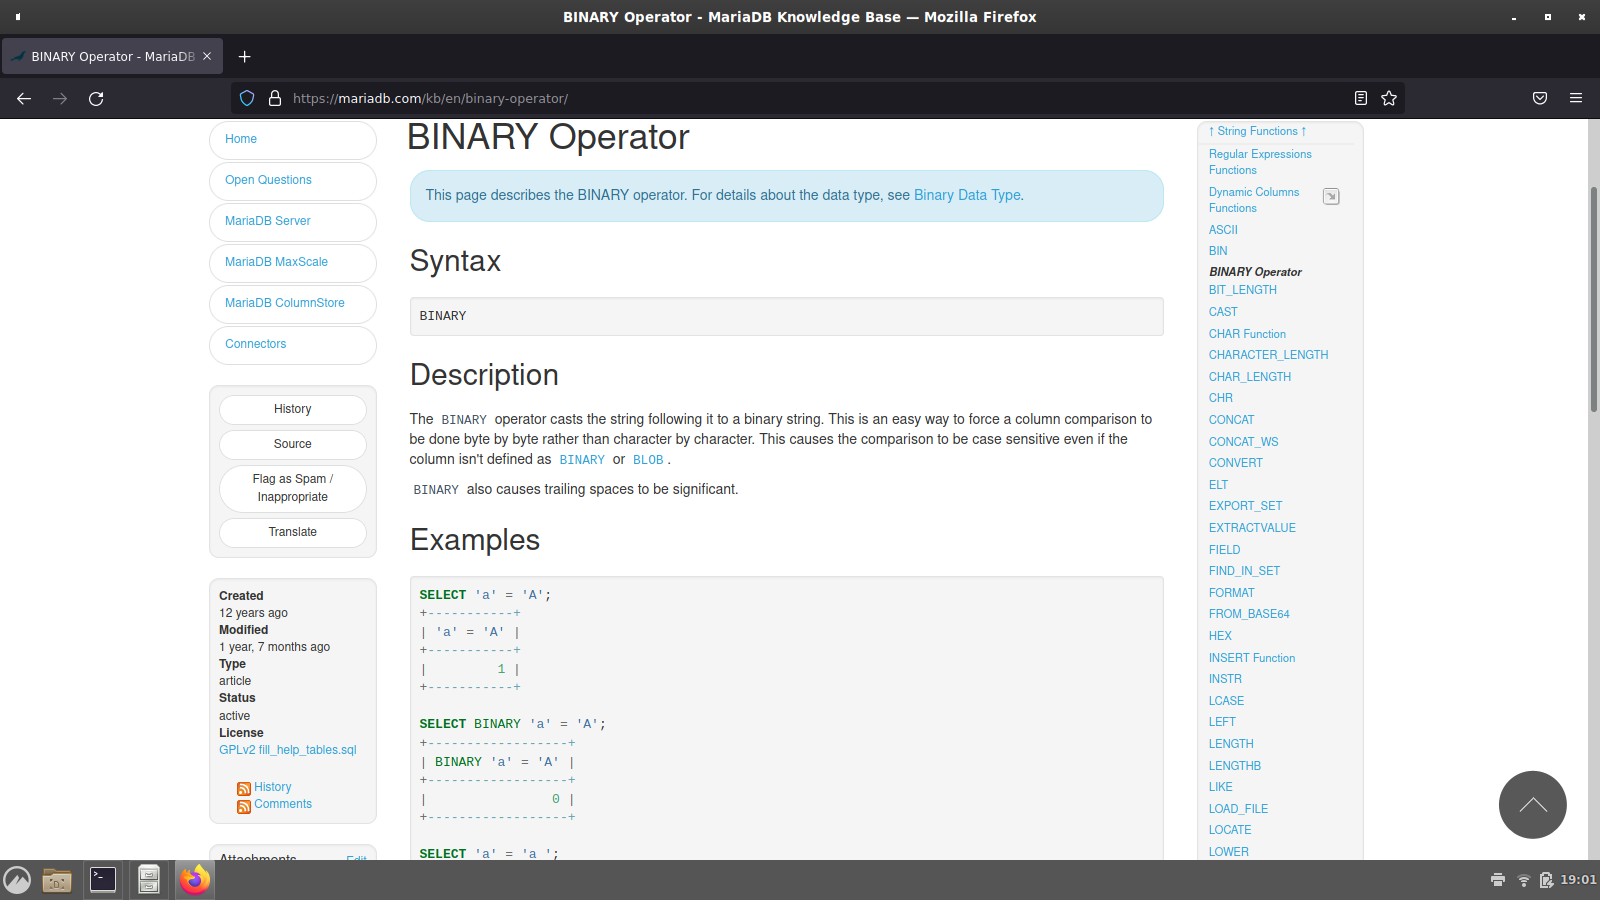 BINARY Operator - MariaDB Knowledge Base — Mozilla Firefox
BINARY Operator - MariaDB
https://mariadb.com/kb/en/binary-operator/
Home
Open Questions
MariaDB Server
MariaDB MaxScale
MariaDB ColumnStore
Connectors
History
Source
Flag as Spam /
Inappropriate
Translate
Created
12 years ago
Modified
1 year, 7 months ago
Type
article
Status
active
License
GPLv2 fill_help_tables.sql
History
Comments
Attachments Edit
BINARY Operator
This page describes the BINARY operator. For details about the data type, see Binary Data Type.
Syntax
BINARY
Description
The BINARY operator casts the string following it to a binary string. This is an easy way to force a column comparison to
be done byte by byte rather than character by character. This causes the comparison to be case sensitive even if the
column isn't defined as BINARY or BLOB.
BINARY also causes trailing spaces to be significant.
Examples
SELECT 'a' = 'A';
+-----------+
| 'a' = 'A' |
+-----------+
|         1 |
+-----------+
SELECT BINARY 'a' = 'A';
+------------------+
| BINARY 'a' = 'A' |
+------------------+
|                0 |
+------------------+
SELECT 'a' = 'a ';
↑ String Functions ↑
Regular Expressions
Functions
Dynamic Columns
Functions
ASCII
BIN
BINARY Operator
BIT_LENGTH
CAST
CHAR Function
CHARACTER_LENGTH
CHAR_LENGTH
CHR
CONCAT
CONCAT_WS
CONVERT
ELT
EXPORT_SET
EXTRACTVALUE
FIELD
FIND_IN_SET
FORMAT
FROM_BASE64
HEX
INSERT Function
INSTR
LCASE
LEFT
LENGTH
LENGTHB
LIKE
LOAD_FILE
LOCATE
LOWER
19:01